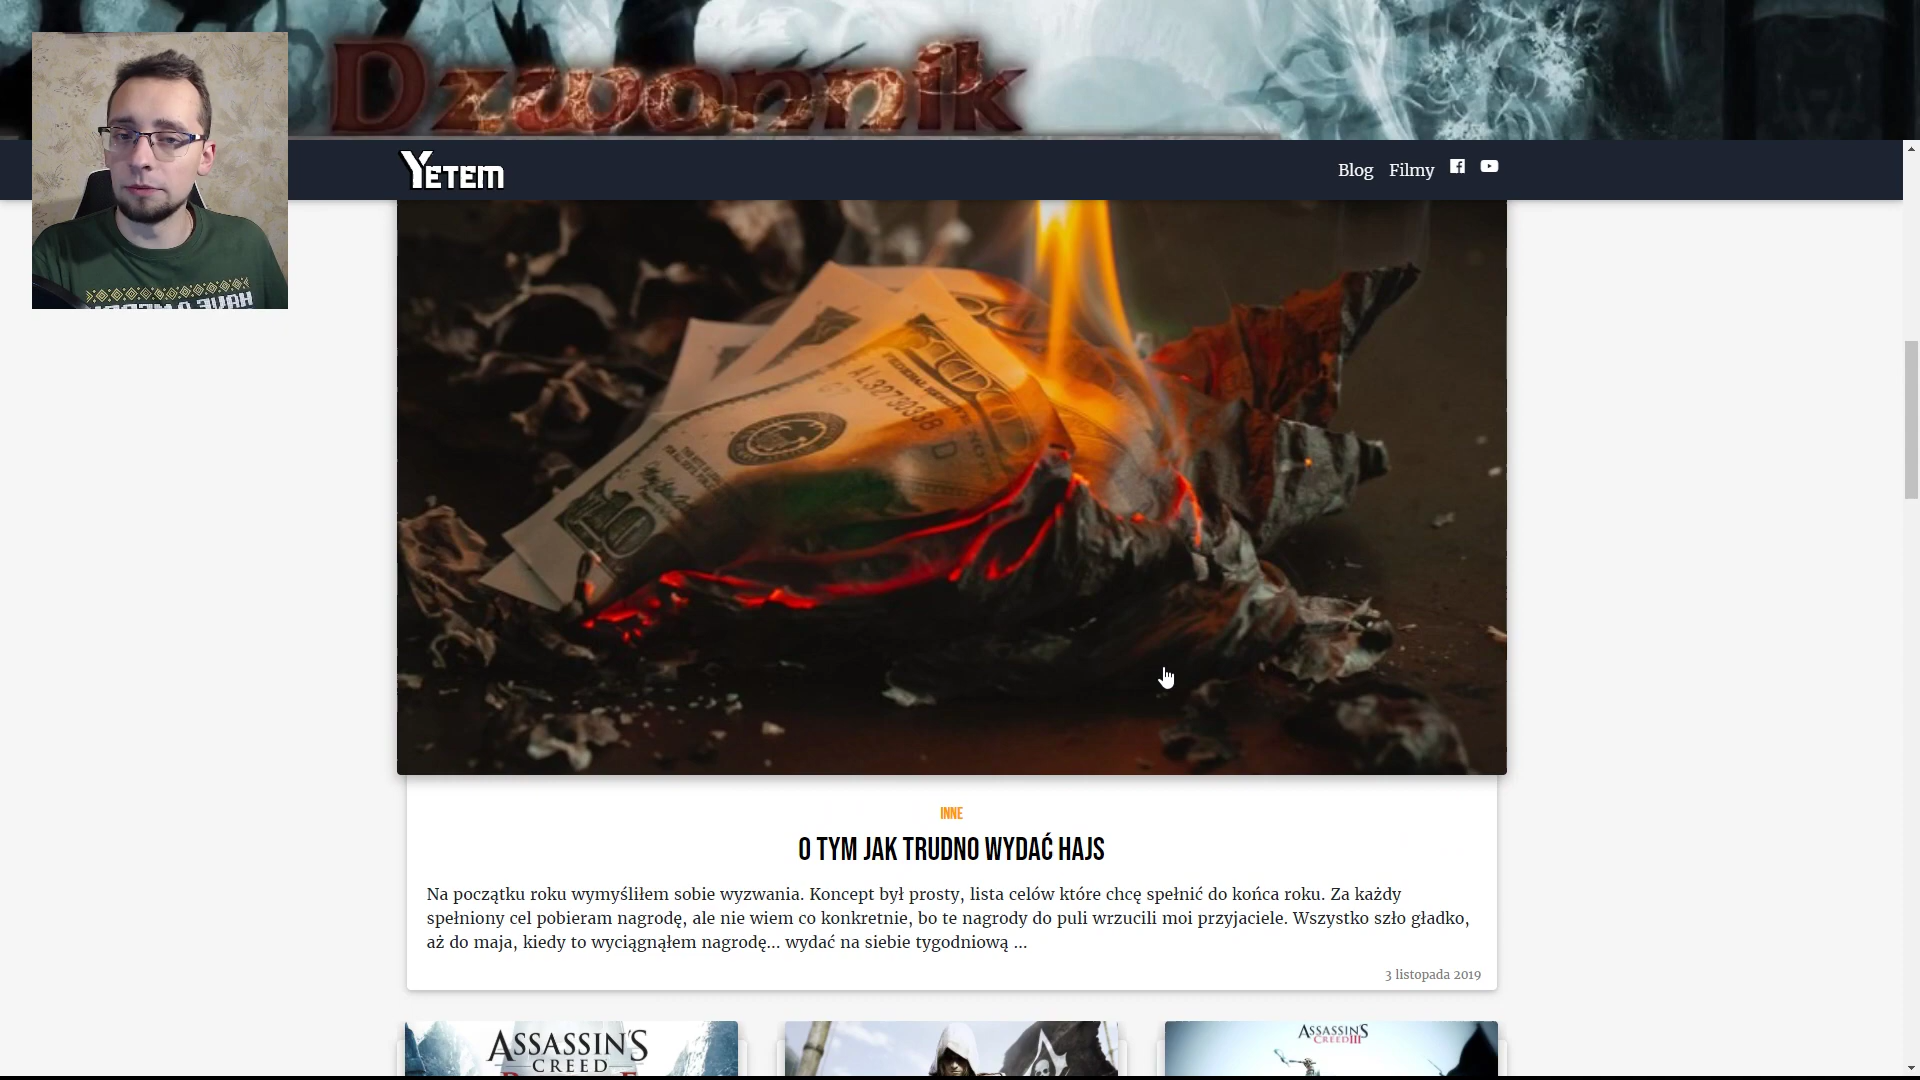 Dzwonnik
Yetem
Blog Filmy
100
AL32730338 D
INNE
O TYM JAK TRUDNO WYDAĆ HAJS
Na początku roku wymyśliłem sobie wyzwania. Koncept był prosty, lista celów które chcę spełnić do końca roku. Za każdy
spełniony cel pobieram nagrodę, ale nie wiem co konkretnie, bo te nagrody do puli wrzucili moi przyjaciele. Wszystko szło gładko,
aż do maja, kiedy to wyciągnąłem nagrodę... wydać na siebie tygodniową ...
3 listopada 2019
ASSASSIN'S
CREED
ASSASSIN'S
CREED III